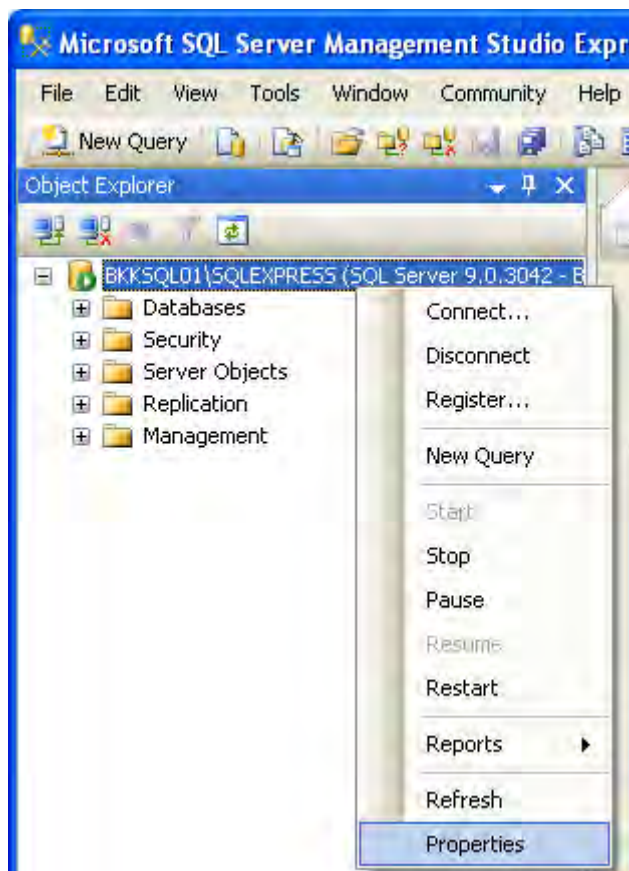 Microsoft SQL Server Management Studio Expr
File Edit View Tools Window Community Help
New Query
Object Explorer
BKKSQL01\SQLEXPRESS (SQL Server 9.0.3042 - B
Databases
Security
Server Objects
Replication
Management
Connect...
Disconnect
Register...
New Query
Start
Stop
Pause
Resume
Restart
Reports
Refresh
Properties